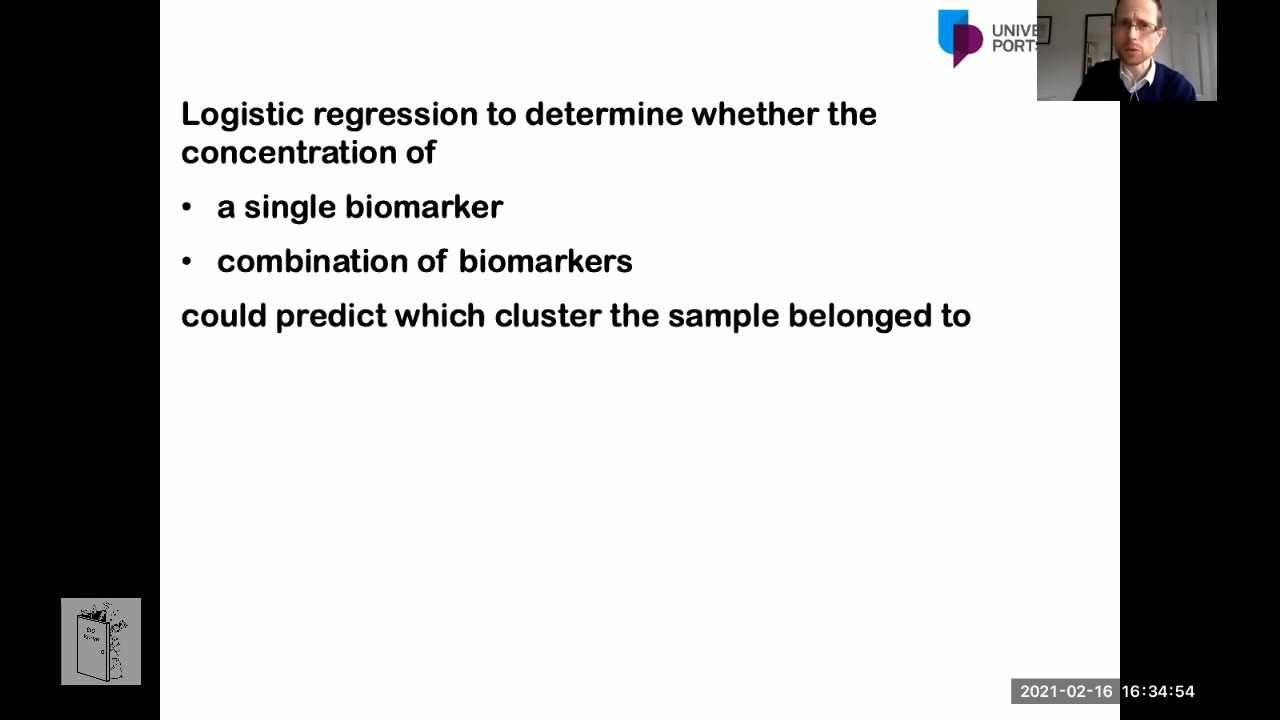 UNIVE
PORTS
Logistic regression to determine whether the
concentration of
• a single biomarker
• combination of biomarkers
could predict which cluster the sample belonged to
2021-02-16 16:34:54